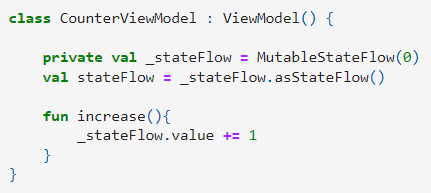 class CounterViewModel : ViewModel() {
private val _stateFlow = MutableStateFlow(0)
val stateFlow = _stateFlow.asStateFlow()
fun increase(){
_stateFlow.value += 1
}
}